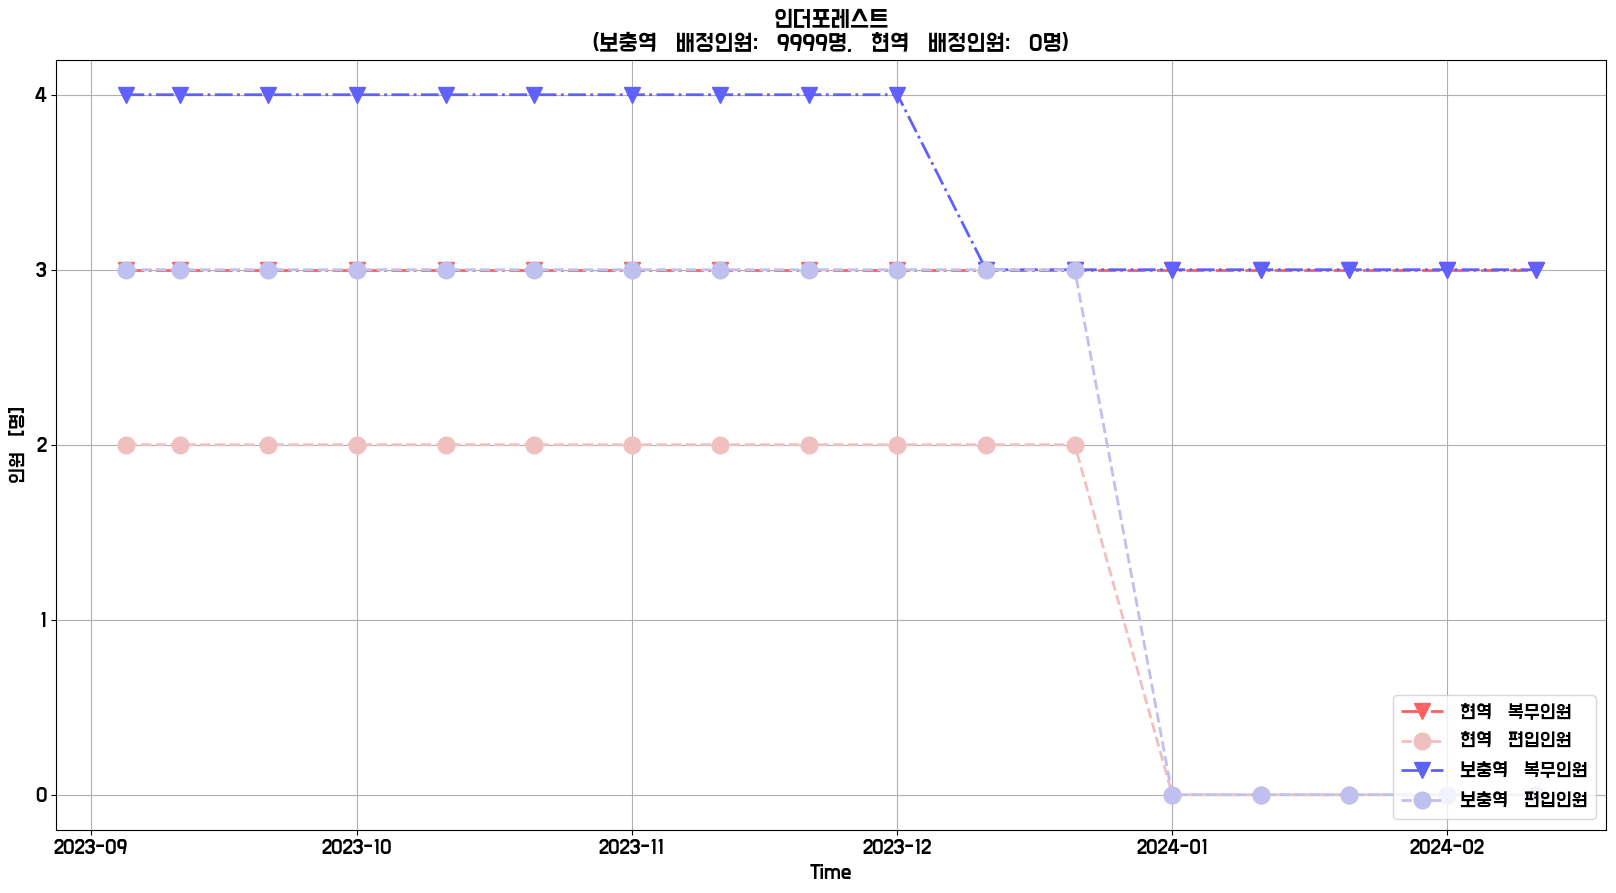 인더포레스트
(보충역 배정인원: 9999명, 현역 배정인원: 0명)
4
3
2
1
0
인원 [명]
2023-09 2023-10 2023-11 2023-12 2024-01 2024-02
Time
현역 복무인원
현역 편입인원
보충역 복무인원
보충역 편입인원